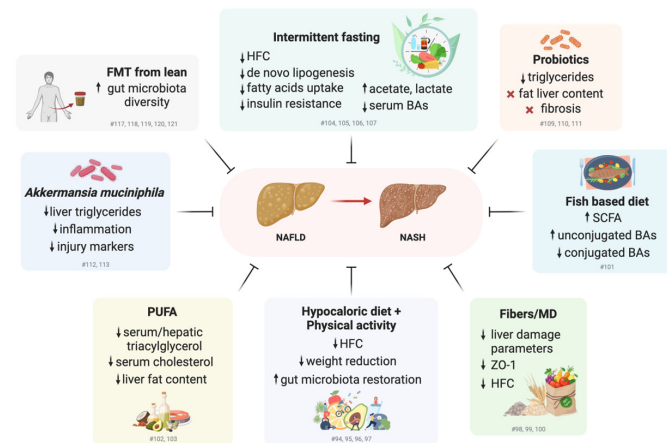 Intermittent fasting
↓HFC
↓de novo lipogenesis
↓fatty acids uptake
↓insulin resistance
↑acetate, lactate
↓serum BAs
#104, 105, 106, 107
FMT from lean
↑ gut microbiota
diversity
#117, 118, 119, 120, 121
Probiotics
↓triglycerides
× fat liver content
× fibrosis
#109, 110, 111
Akkermansia muciniphila
↓liver triglycerides
↓inflammation
↓injury markers
#112, 113
NAFLD
NASH
Fish based diet
↑ SCFA
↑ unconjugated BAs
↓ conjugated BAs
#101
PUFA
↓serum/hepatic
triacylglycerol
↓serum cholesterol
↓liver fat content
#102, 103
Hypocaloric diet +
Physical activity
↓HFC
↓weight reduction
↑gut microbiota restoration
#94, 95, 96, 97
Fibers/MD
↓ liver damage
parameters
↓ ZO-1
↓ HFC
#98, 99, 100